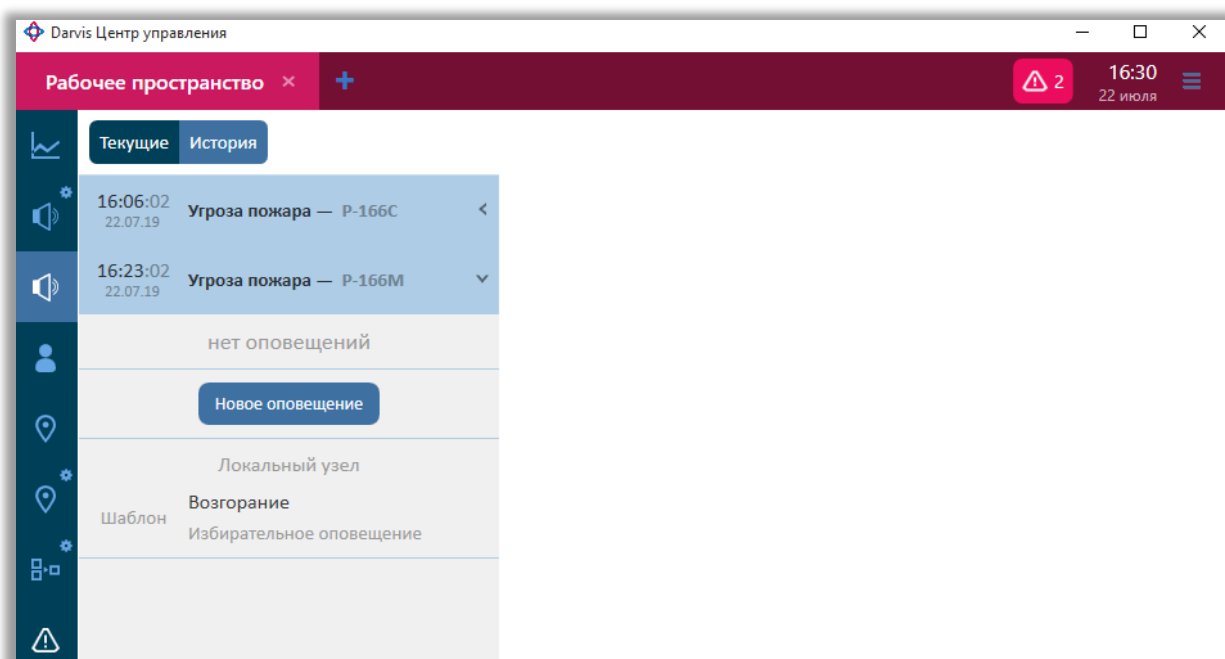 Darvis Центр управления
Рабочее пространство
2
16:30
22 июля
Текущие
История
16:06:02
22.07.19
Угроза пожара — Р-166С
16:23:02
22.07.19
Угроза пожара — Р-166М
нет оповещений
Новое оповещение
Локальный узел
Шаблон
Возгорание
Избирательное оповещение